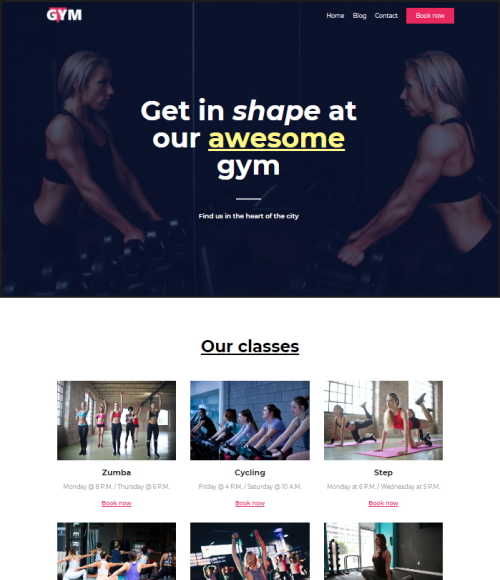 GYM
Home Blog Contact Book now
Get in shape at
our awesome
gym
Find us in the heart of the city
Our classes
Zumba Cycling Step
Monday @ 8 P.M. / Thursday @ 6 P.M. Friday @ 4 P.M. / Saturday @ 10 A.M. Monday at 6 P.M. / Wednesday at 5 P.M.
Book now Book now Book now